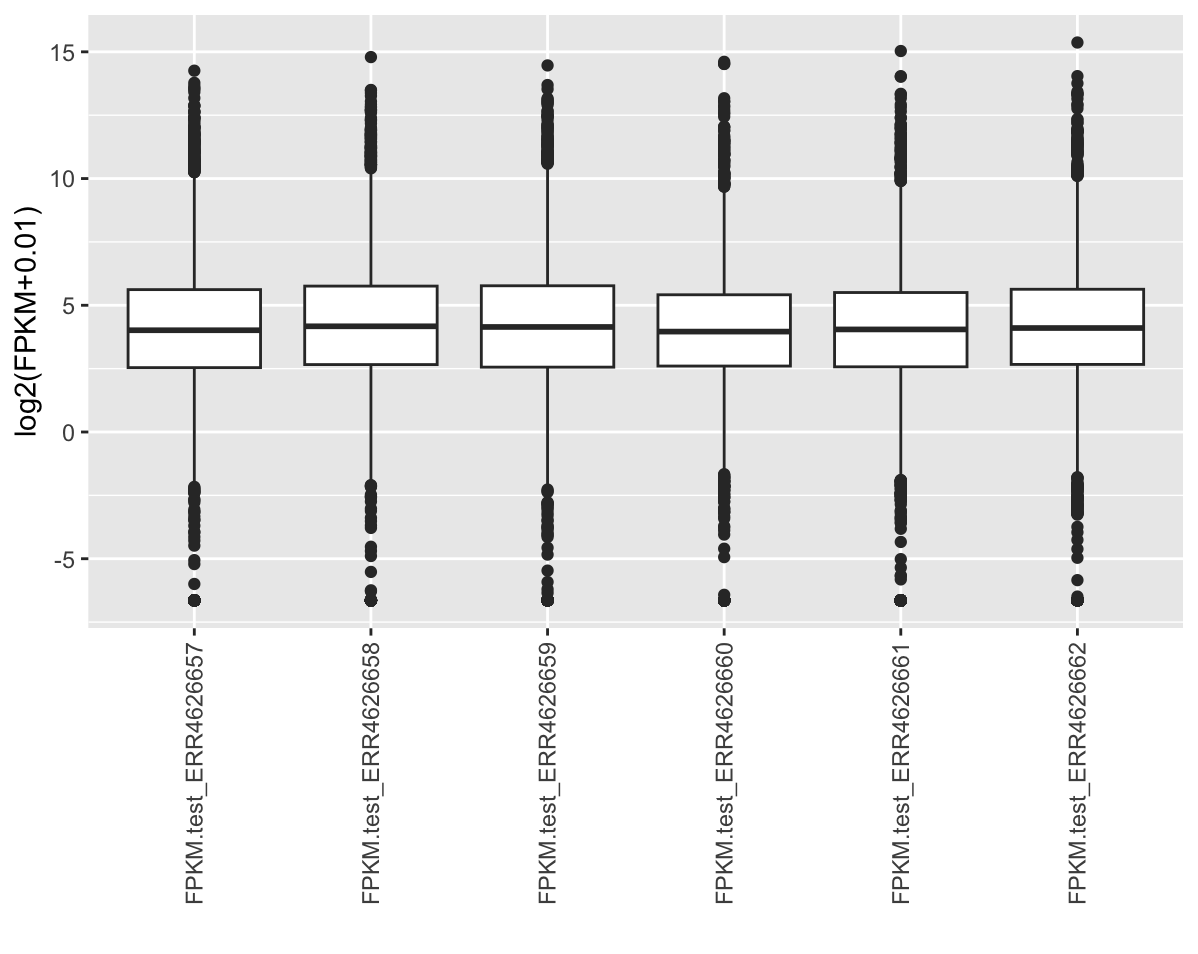 log2(FPKM+0.01)
15
10
5
0
-5
FPKM.test_ERR4626657
FPKM.test_ERR4626658
FPKM.test_ERR4626659
FPKM.test_ERR4626660
FPKM.test_ERR4626661
FPKM.test_ERR4626662